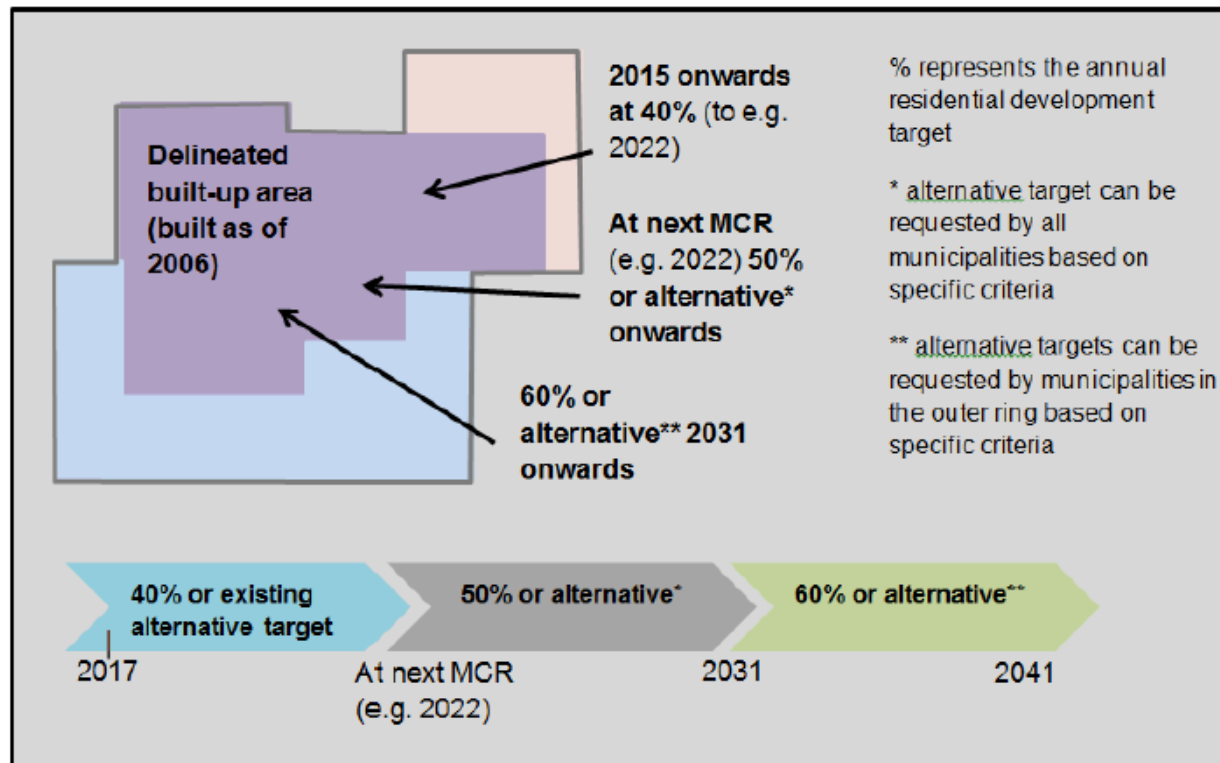 Delineated
built-up area
(built as of
2006)
2015 onwards
at 40% (to e.g.
2022)
At next MCR
(e.g. 2022) 50%
or alternative*
onwards
60% or
alternative** 2031
onwards
% represents the annual
residential development
target
* alternative target can be
requested by all
municipalities based on
specific criteria
** alternative targets can be
requested by municipalities in
the outer ring based on
specific criteria
40% or existing
alternative target
50% or alternative*
60% or alternative**
2017
At next MCR
(e.g. 2022)
2031
2041